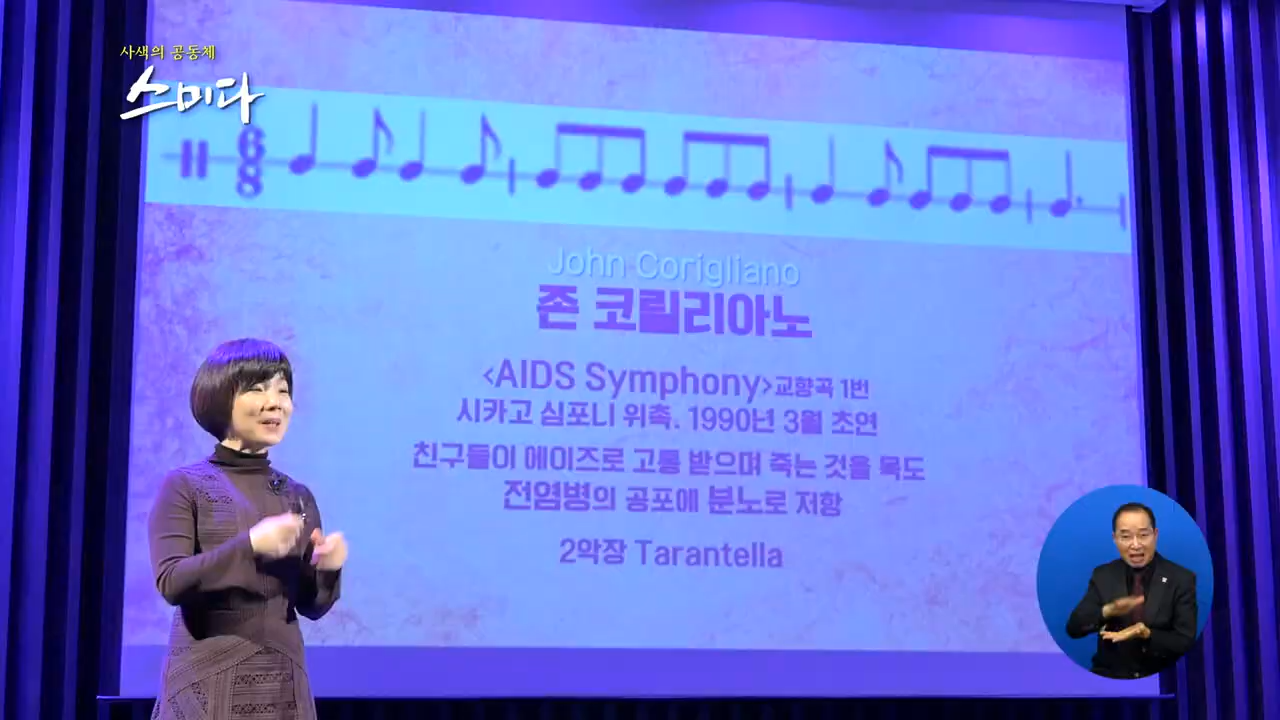 사색의 공동체
스미다
6
8
John Corigliano
존 코릴리아노
<AIDS Symphony>교향곡 1번
시카고 심포니 위촉. 1990년 3월 초연
친구들이 에이즈로 고통 받으며 죽는 것을 목도
전염병의 공포에 분노로 저항
2악장 Tarantella